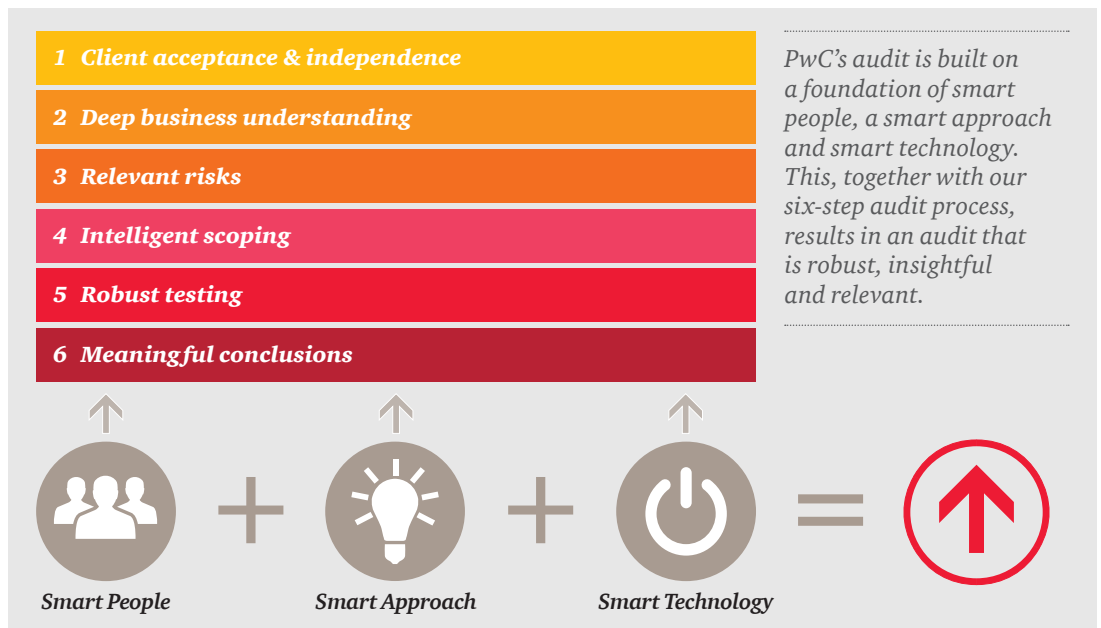 1 Client acceptance & independence
2 Deep business understanding
3 Relevant risks
4 Intelligent scoping
5 Robust testing
6 Meaningful conclusions
PwC’s audit is built on
a foundation of smart
people, a smart approach
and smart technology.
This, together with our
six-step audit process,
results in an audit that
is robust, insightful
and relevant.
Smart People
Smart Approach
Smart Technology